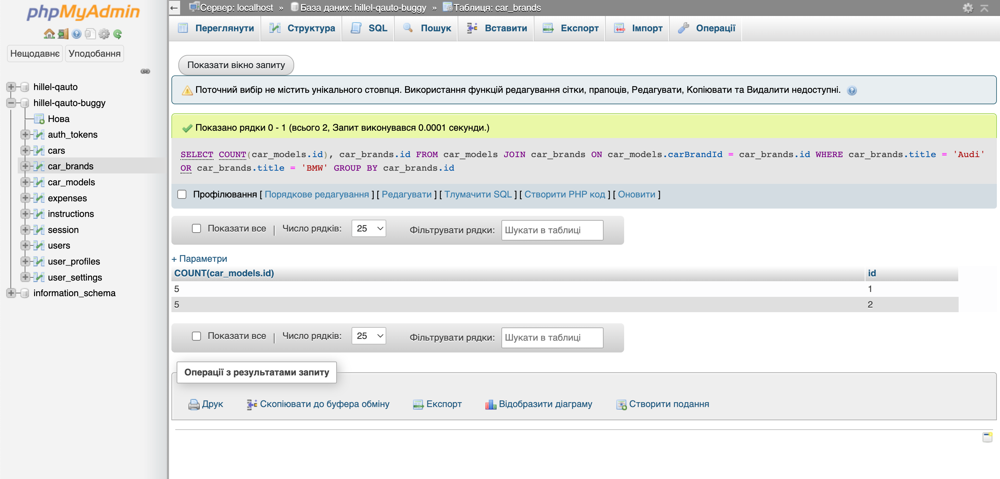 phpMyAdmin
Нещодавнє Уподобання
hillel-qauto
hillel-qauto-buggy
Нова
auth_tokens
cars
car_brands
car_models
expenses
instructions
session
users
user_profiles
user_settings
information_schema
Сервер: localhost » База даних: hillel-qauto-buggy » Таблиця: car_brands
Переглянути Структура SQL Пошук Вставити Експорт Імпорт Операції
Показати вікно запиту
Поточний вибір не містить унікального стовпця. Використання функцій редагування сітки, прапоців, Редагувати, Копіювати та Видалити недоступні.
Показано рядки 0 - 1 (всього 2, Запит виконувався 0.0001 секунди.)
SELECT COUNT(car_models.id), car_brands.id FROM car_models JOIN car_brands ON car_models.carBrandId = car_brands.id WHERE car_brands.title = 'Audi'
OR car_brands.title = 'BMW' GROUP BY car_brands.id
Профілювання [ Порядкове редагування ] [ Редагувати ] [ Тлумачити SQL ] [ Створити PHP код ] [ Оновити ]
Показати все | Число рядків: 25 Фільтрувати рядки: Шукати в таблиці
+ Параметри
COUNT(car_models.id) id
5 1
5 2
Показати все | Число рядків: 25 Фільтрувати рядки: Шукати в таблиці
Операції з результатами запиту
Друк Скопіювати до буфера обміну Експорт Відобразити діаграму Створити подання